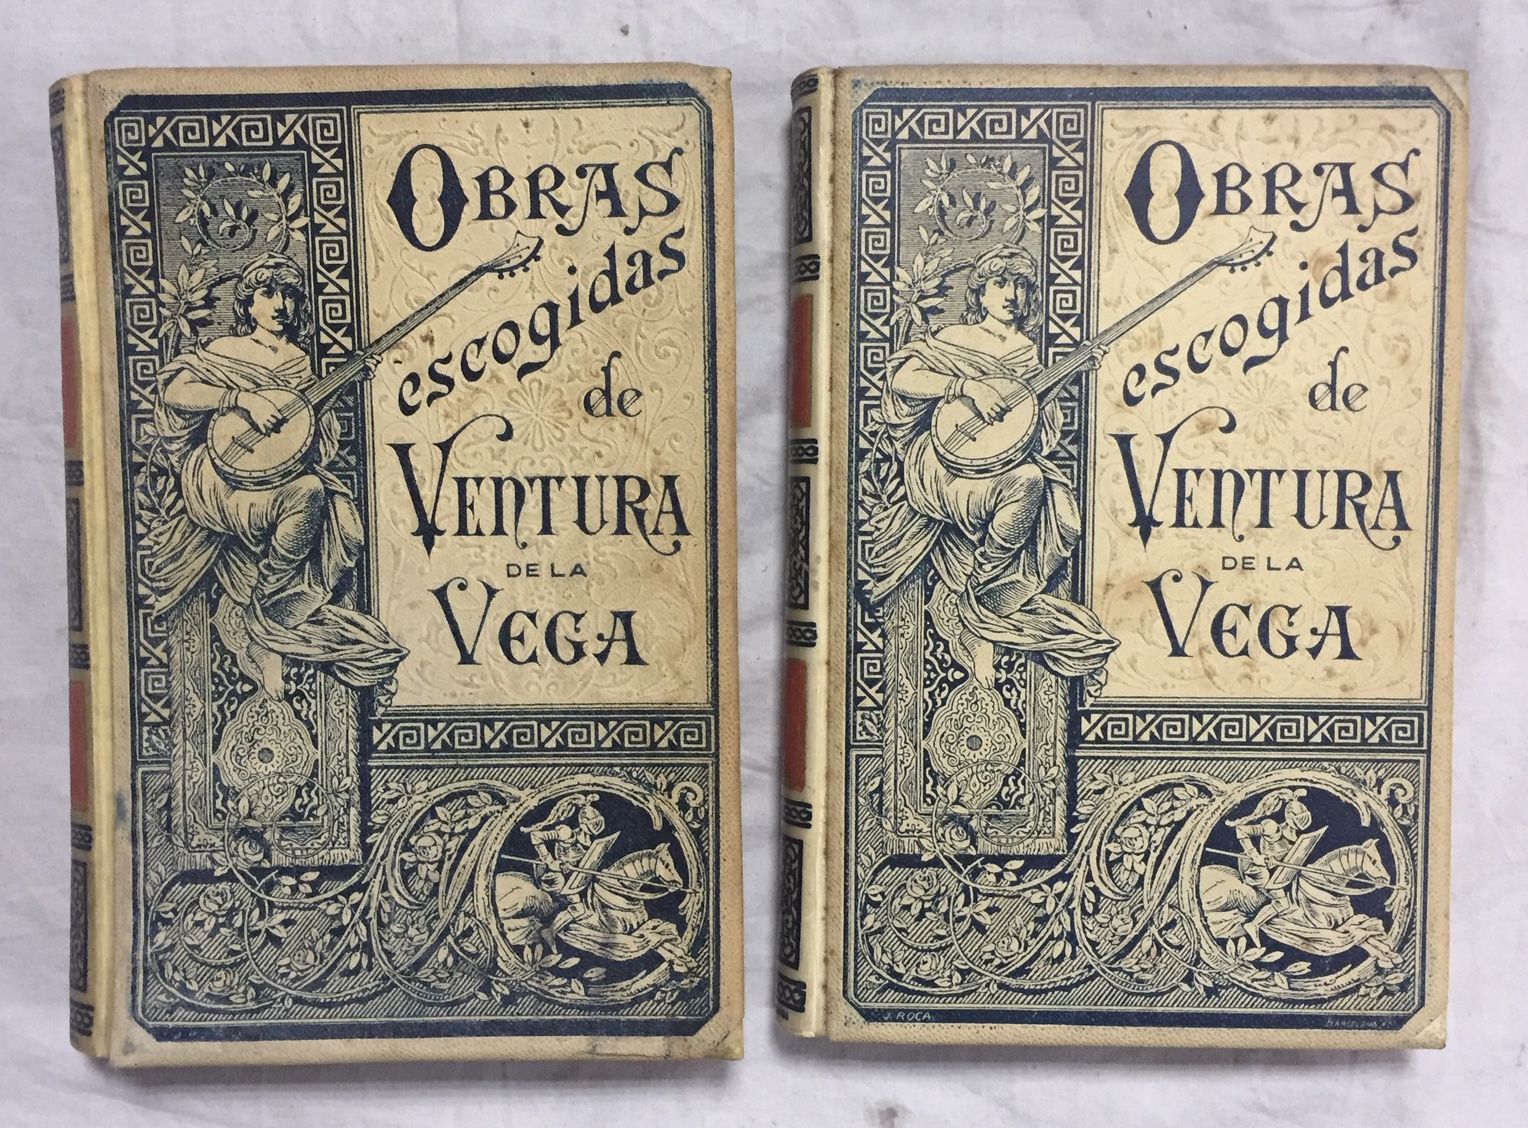 OBRAS
escogidas
de
VENTURA
DE LA
VEGA
OBRAS
escogidas
de
VENTURA
DE LA
VEGA
J. ROCA
BARCELONA